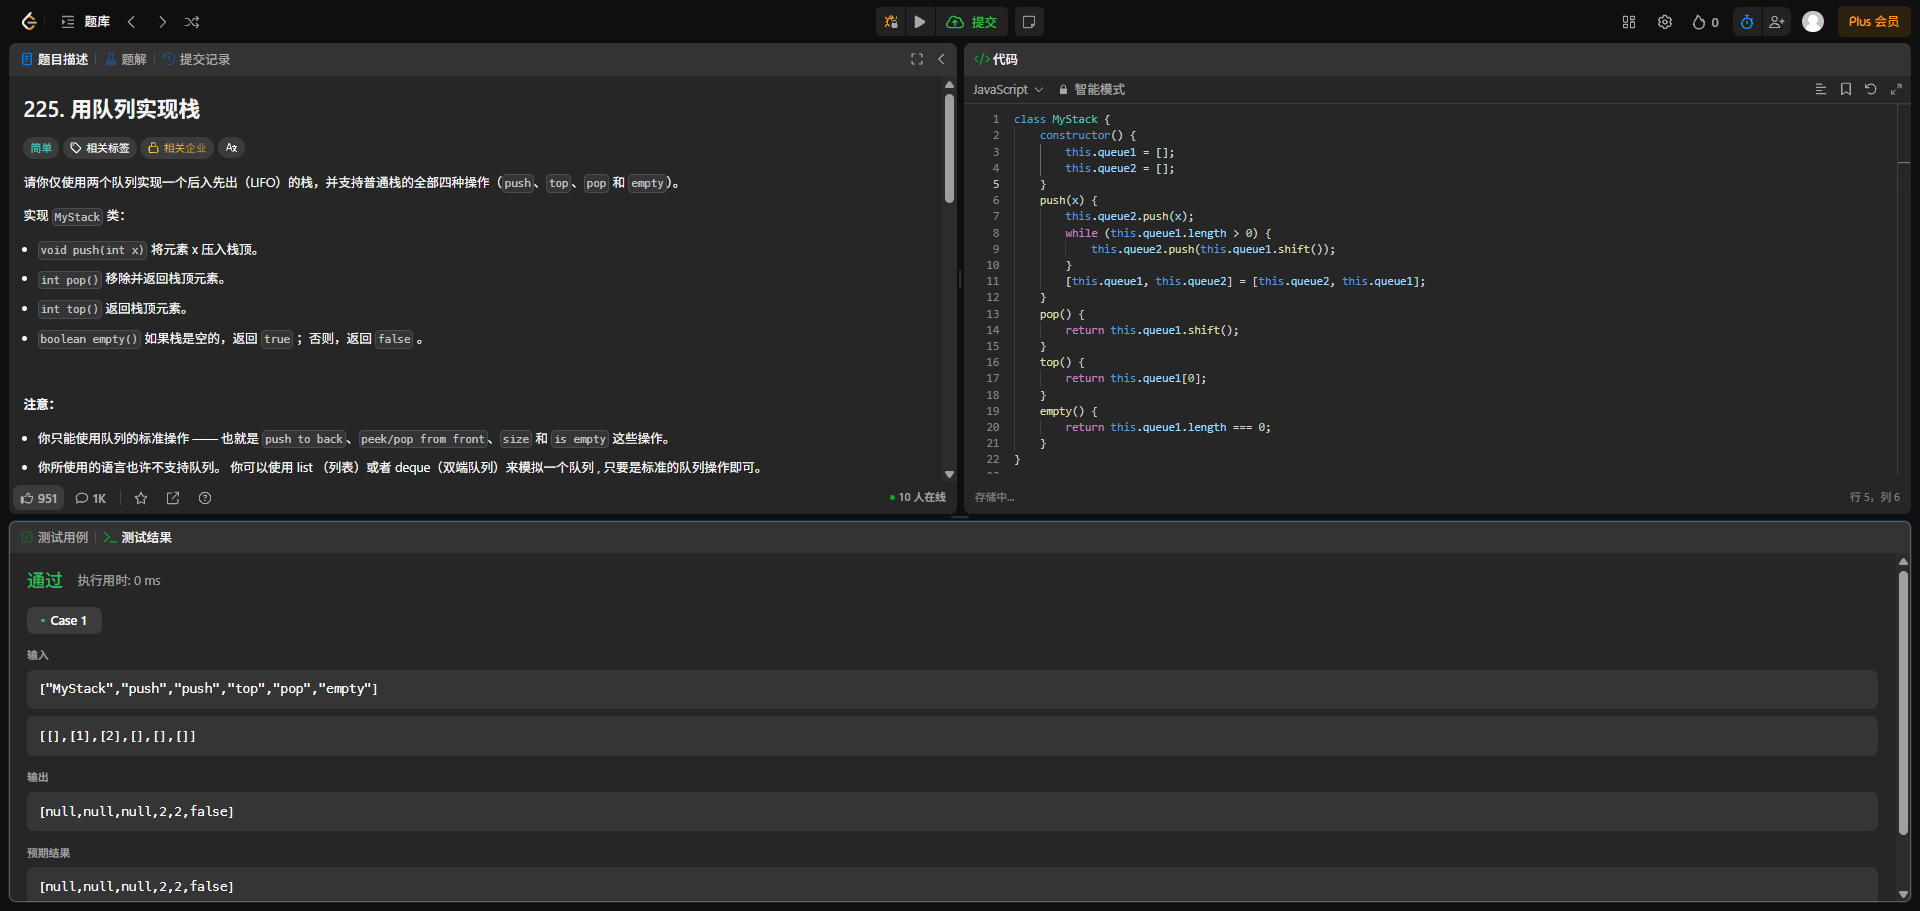 题库
提交
0
Plus 会员
题目描述
题解
提交记录
225. 用队列实现栈
简单
相关标签
相关企业
请你仅使用两个队列实现一个后入先出（LIFO）的栈，并支持普通栈的全部四种操作（push、top、pop 和 empty）。
实现 MyStack 类：
void push(int x) 将元素 x 压入栈顶。
int pop() 移除并返回栈顶元素。
int top() 返回栈顶元素。
boolean empty() 如果栈是空的，返回 true ；否则，返回 false 。
注意：
你只能使用队列的标准操作 —— 也就是 push to back、peek/pop from front、size 和 is empty 这些操作。
你所使用的语言也许不支持队列。 你可以使用 list （列表）或者 deque（双端队列）来模拟一个队列 , 只要是标准的队列操作即可。
951
1K
10 人在线
代码
JavaScript
智能模式
1 class MyStack {
2 constructor() {
3 this.queue1 = [];
4 this.queue2 = [];
5 }
6 push(x) {
7 this.queue2.push(x);
8 while (this.queue1.length > 0) {
9 this.queue2.push(this.queue1.shift());
10 }
11 [this.queue1, this.queue2] = [this.queue2, this.queue1];
12 }
13 pop() {
14 return this.queue1.shift();
15 }
16 top() {
17 return this.queue1[0];
18 }
19 empty() {
20 return this.queue1.length === 0;
21 }
22 }
存储中...
行 5，列 6
测试用例
测试结果
通过
执行用时: 0 ms
Case 1
输入
["MyStack","push","push","top","pop","empty"]
[[],[1],[2],[],[],[]]
输出
[null,null,null,2,2,false]
预期结果
[null,null,null,2,2,false]